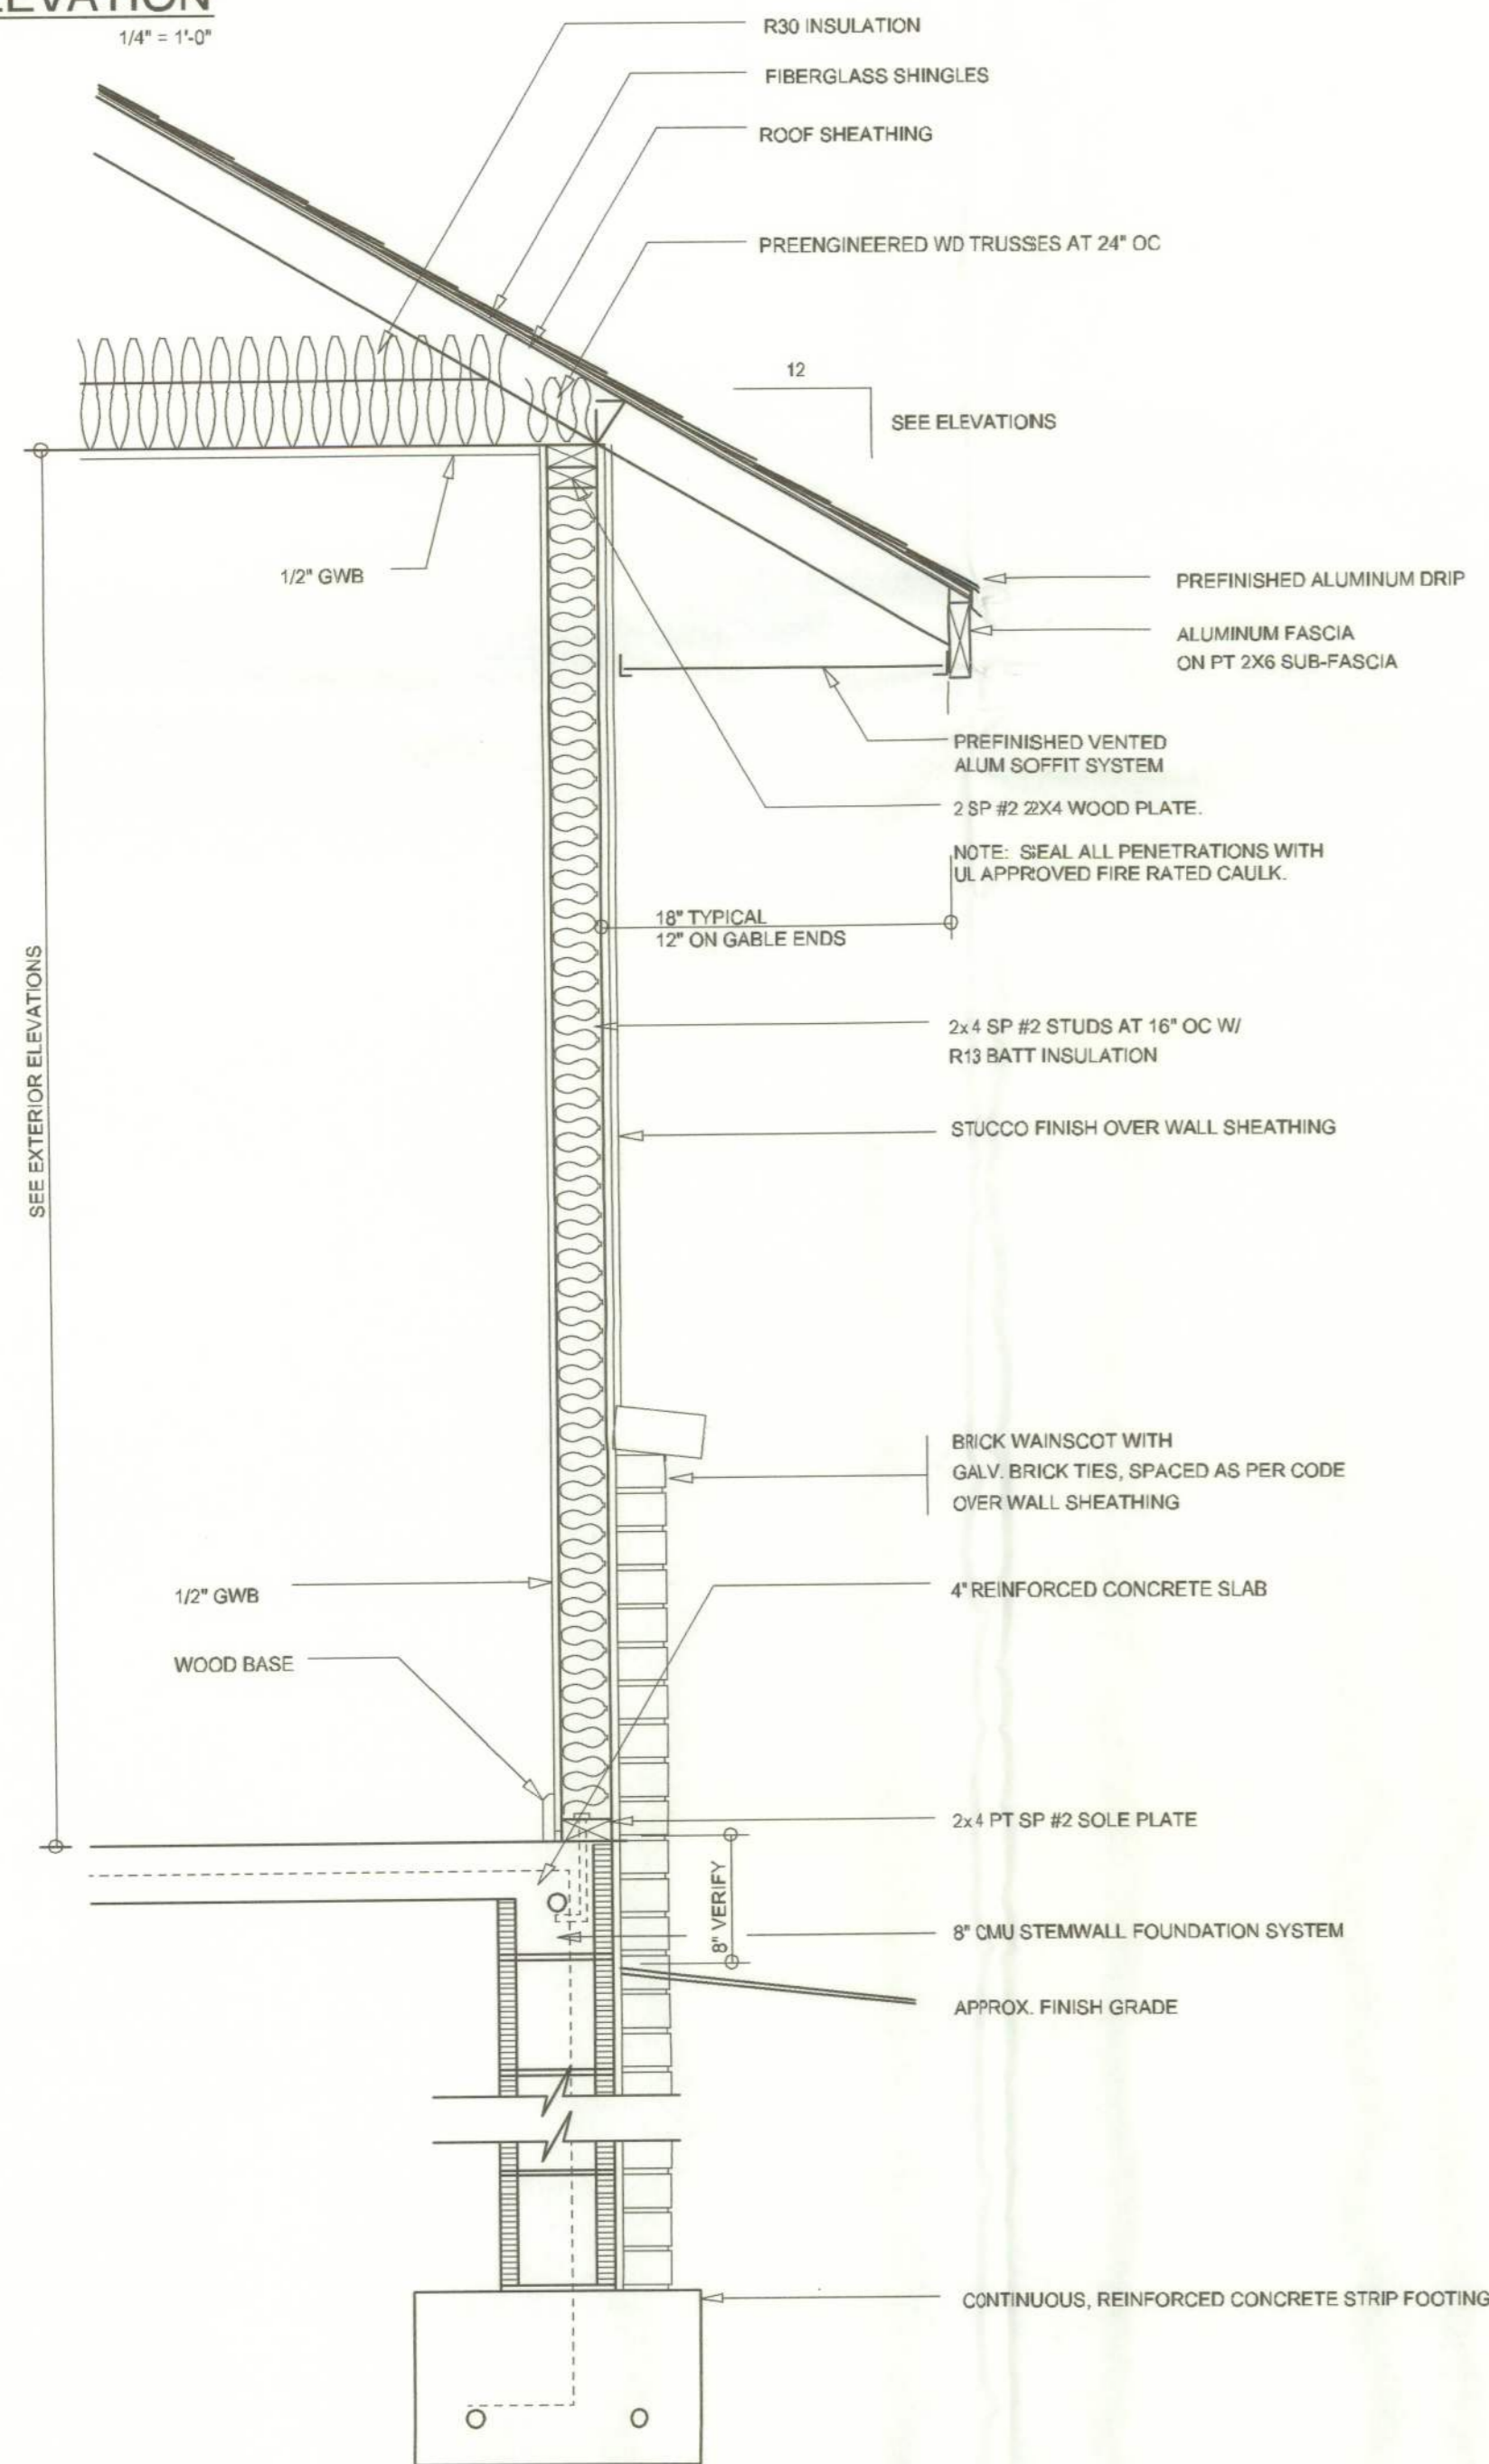 1/4" = 1'-0"
R30 INSULATION
FIBERGLASS SHINGLES
ROOF SHEATHING
PREENGINEERED WD TRUSSES AT 24" OC
12
SEE ELEVATIONS
1/2" GWB
PREFINISHED ALUMINUM DRIP
ALUMINUM FASCIA
ON PT 2X6 SUB-FASCIA
PREFINISHED VENTED
ALUM SOFFIT SYSTEM
2 SP #2 2X4 WOOD PLATE.
NOTE: SEAL ALL PENETRATIONS WITH
UL APPROVED FIRE RATED CAULK.
18" TYPICAL
12" ON GABLE ENDS
SEE EXTERIOR ELEVATIONS
2x4 SP #2 STUDS AT 16" OC W/
R13 BATT INSULATION
STUCCO FINISH OVER WALL SHEATHING
BRICK WAINSCOT WITH
GALV. BRICK TIES, SPACED AS PER CODE
OVER WALL SHEATHING
1/2" GWB
4" REINFORCED CONCRETE SLAB
WOOD BASE
2x4 PT SP #2 SOLE PLATE
8" VERIFY
8" CMU STEMWALL FOUNDATION SYSTEM
APPROX. FINISH GRADE
CONTINUOUS, REINFORCED CONCRETE STRIP FOOTING